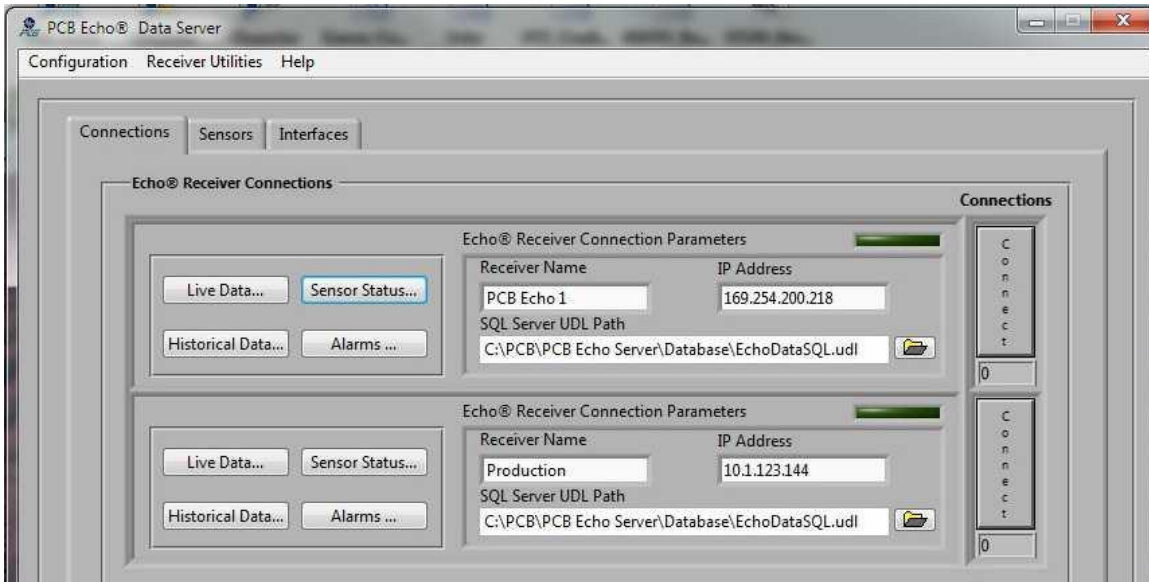 PCB Echo® Data Server
Configuration Receiver Utilities Help
Connections Sensors Interfaces
Echo® Receiver Connections
Connections
Echo® Receiver Connection Parameters
Receiver Name IP Address
Live Data... Sensor Status... PCB Echo 1 169.254.200.218
SQL Server UDL Path
Historical Data... Alarms ... C:\PCB\PCB Echo Server\Database\EchoDataSQL.udl
Connect
0
Echo® Receiver Connection Parameters
Receiver Name IP Address
Live Data... Sensor Status... Production 10.1.123.144
SQL Server UDL Path
Historical Data... Alarms ... C:\PCB\PCB Echo Server\Database\EchoDataSQL.udl
Connect
0